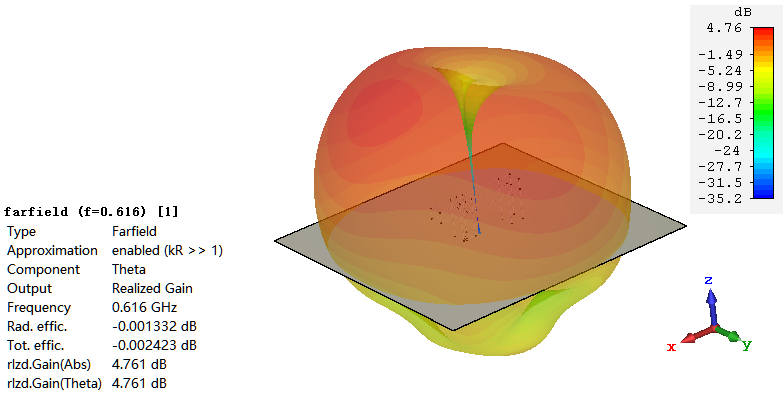 dB
4.76
-1.49
-5.24
-8.99
-12.7
-16.5
-20.2
-24
-27.7
-31.5
-35.2
farfield (f=0.616) [1]
Type Farfield
Approximation enabled (kR >> 1)
Component Theta
Output Realized Gain
Frequency 0.616 GHz
Rad. effic. -0.001332 dB
Tot. effic. -0.002423 dB
rlzd.Gain(Abs) 4.761 dB
rlzd.Gain(Theta) 4.761 dB
z
x
y